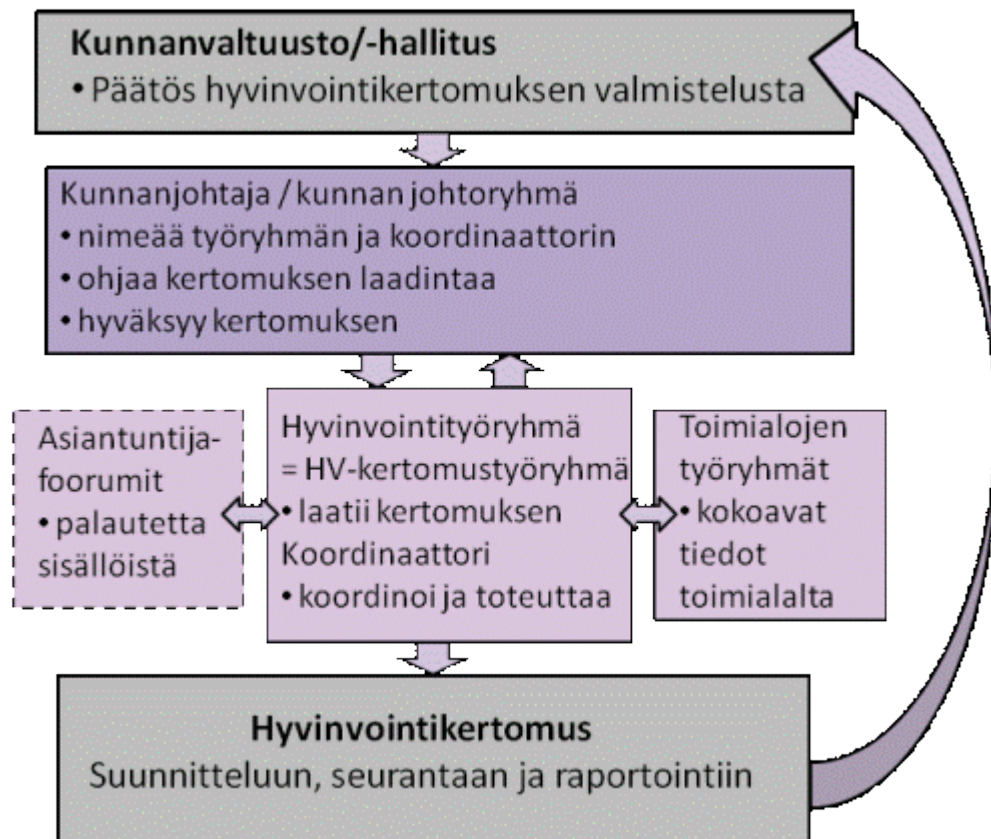 Kunnanvaltuusto/-hallitus
• Päätös hyvinvointikertomuksen valmistelusta
Kunnanjohtaja / kunnan johtoryhmä
• nimeää työryhmän ja koordinaattorin
• ohjaa kertomuksen laadintaa
• hyväksyy kertomuksen
Asiantuntija-
foorumit
• palautetta
sisällöistä
Hyvinvointityöryhmä
= HV-kertomustyöryhmä
• laatii kertomuksen
Koordinaattori
• koordinoi ja toteuttaa
Toimialojen
työryhmät
• kokoavat
tiedot
toimialalta
Hyvinvointikertomus
Suunnitteluun, seurantaan ja raportointiin